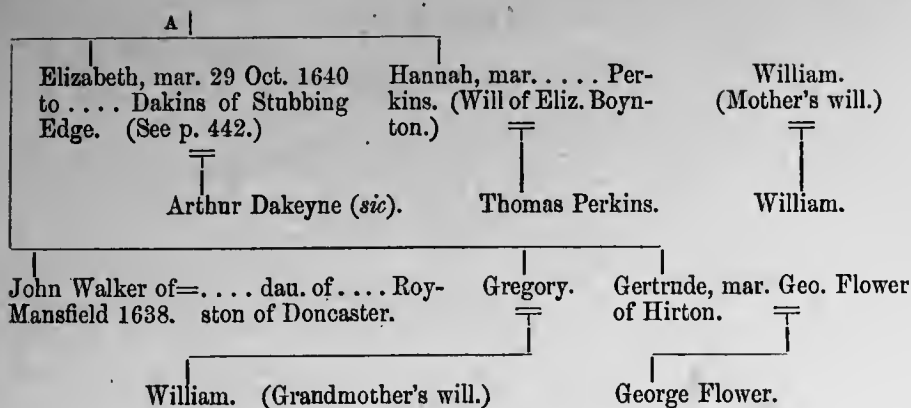 A
Elizabeth, mar. 29 Oct. 1640
to .... Dakins of Stubbing
Edge. (See p. 442.)
Hannah, mar. .... Per-
kins. (Will of Eliz. Boyn-
ton.)
William.
(Mother's will.)
Arthur Dakeyne (sic).
Thomas Perkins.
William.
John Walker of=.... dau. of .... Roy-
Mansfield 1638. ston of Doncaster.
Gregory.
Gertrude, mar. Geo. Flower
of Hirton.
William. (Grandmother's will.)
George Flower.